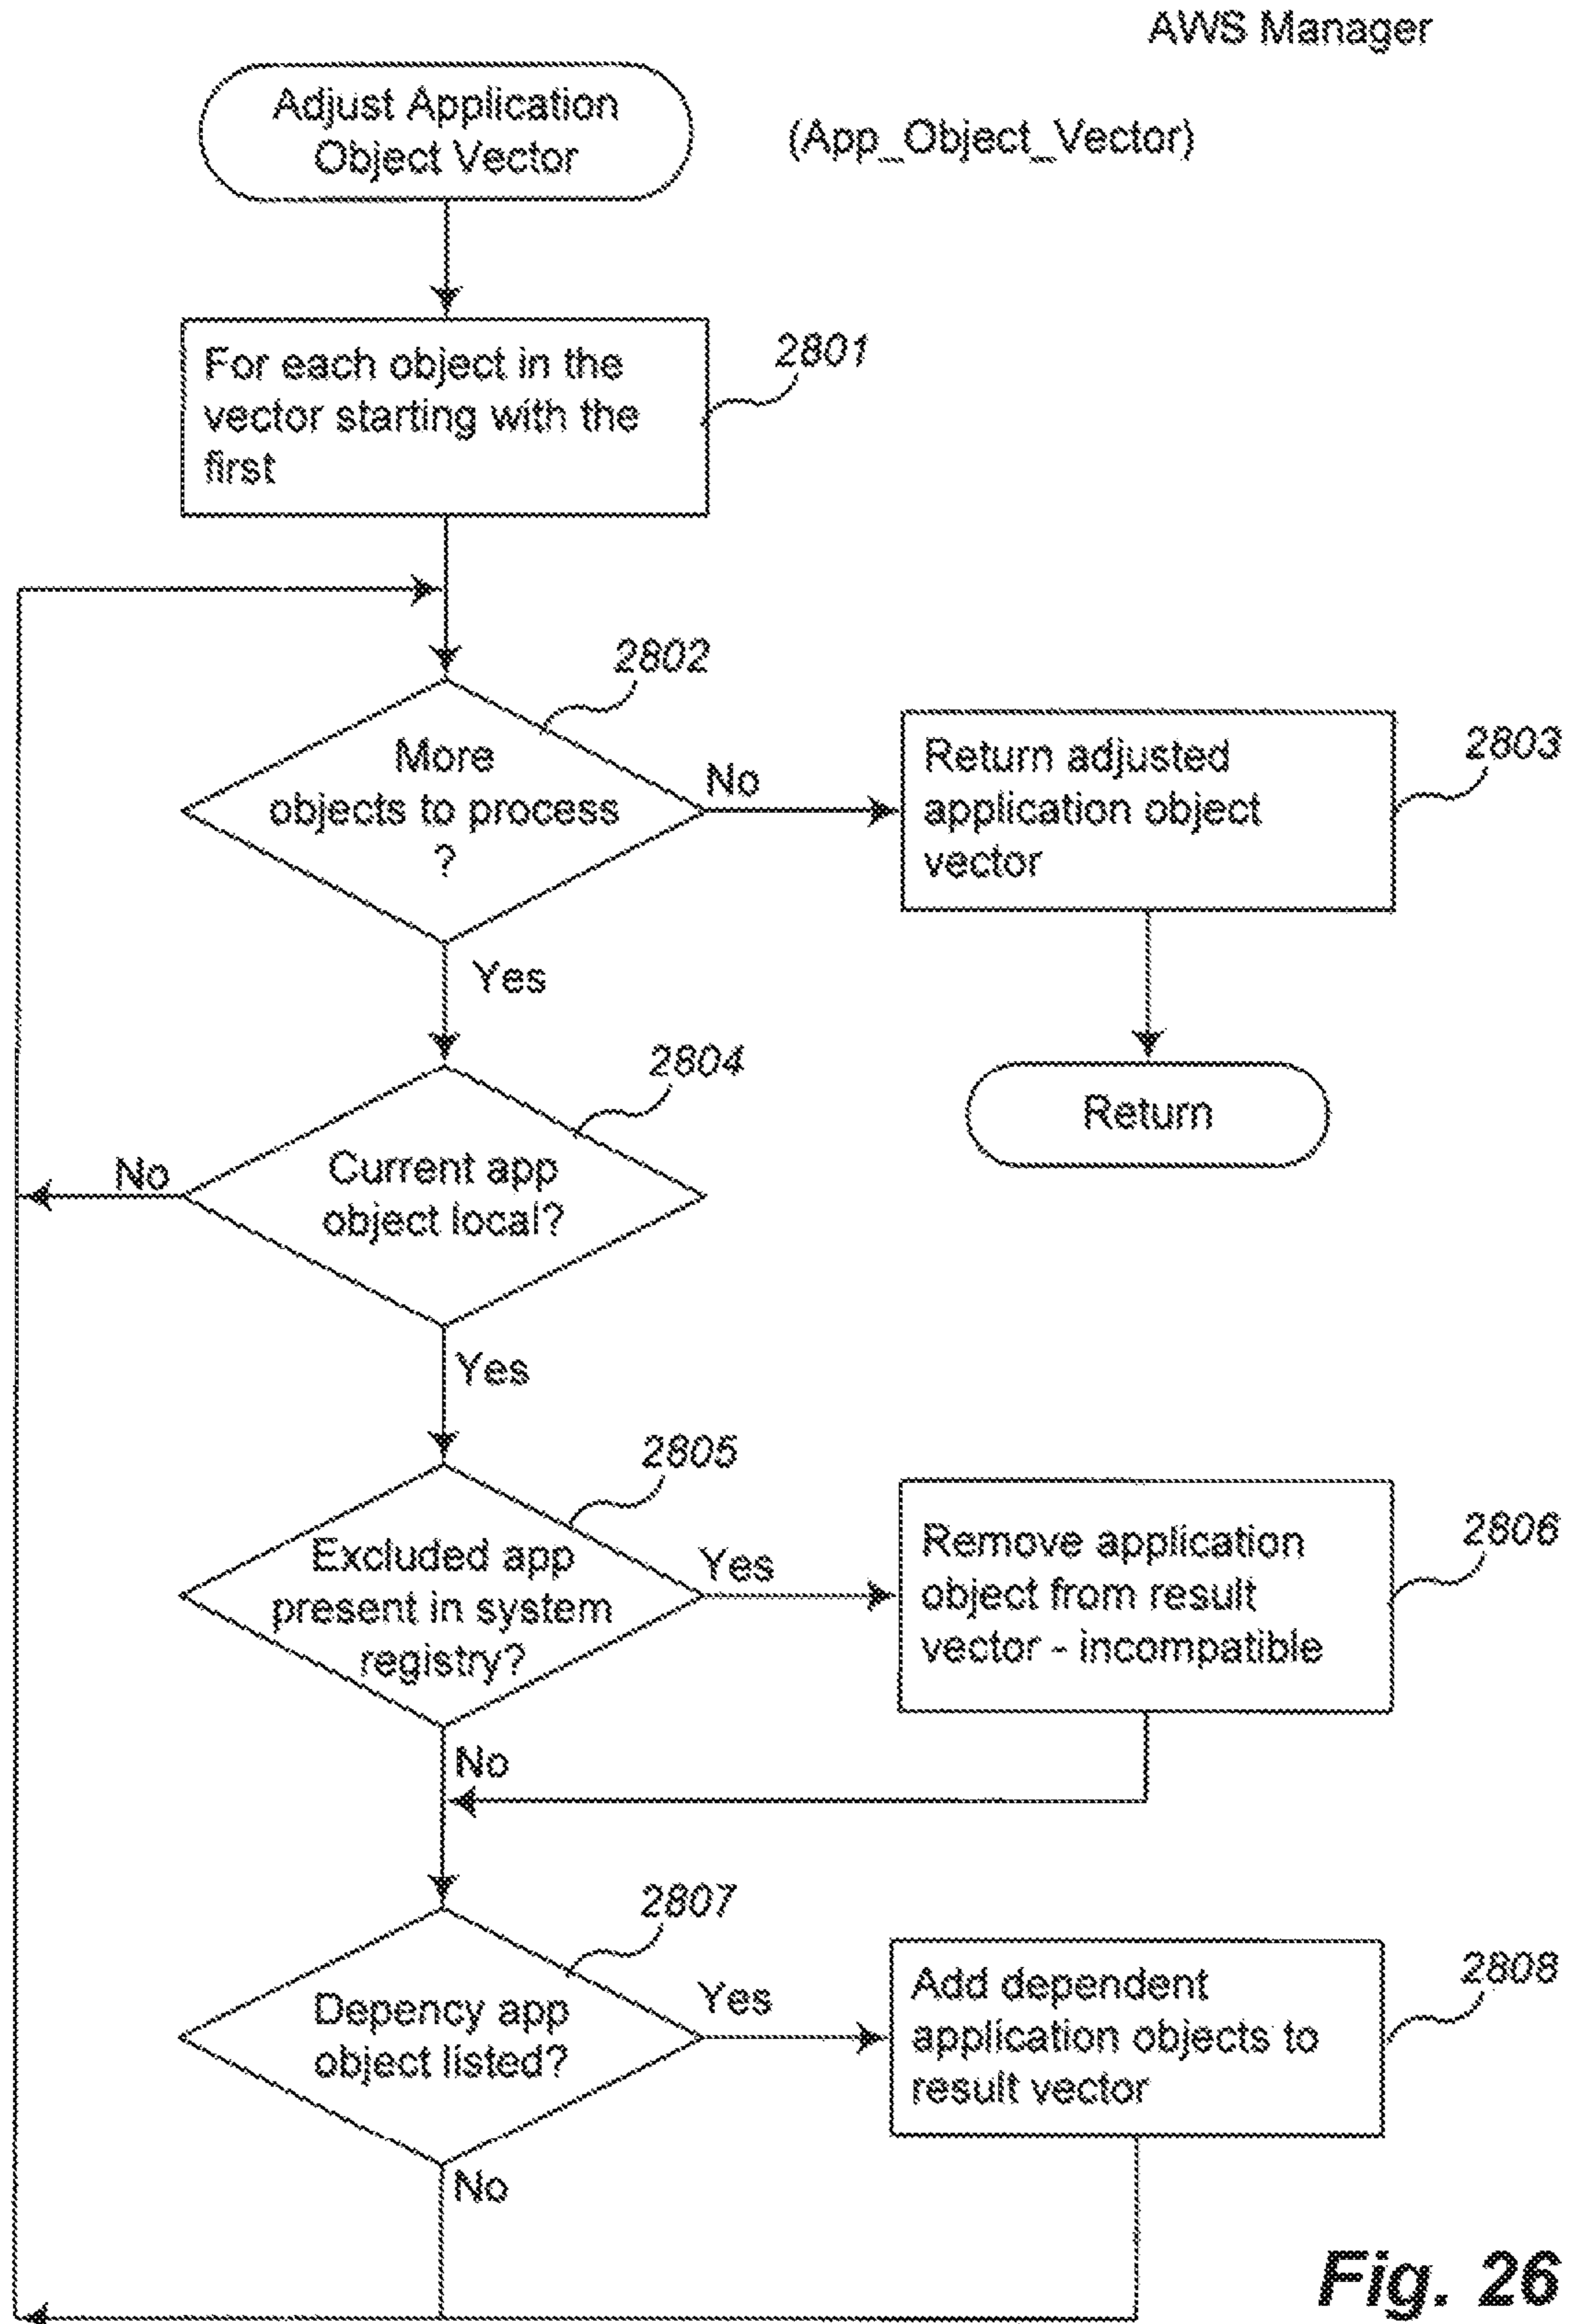 AWS Manager
Adjust Application
Object Vector
(App_Object_Vector)
For each object in the
vector starting with the
first
2801
2802
More
objects to process
?
No
Return adjusted
application object
vector
2803
Yes
2804
Return
No
Current app
object local?
Yes
2805
Excluded app
present in system
registry?
Yes
Remove application
object from result
vector - incompatible
2806
No
2807
Depency app
object listed?
Yes
Add dependent
application objects to
result vector
2808
No
Fig. 26